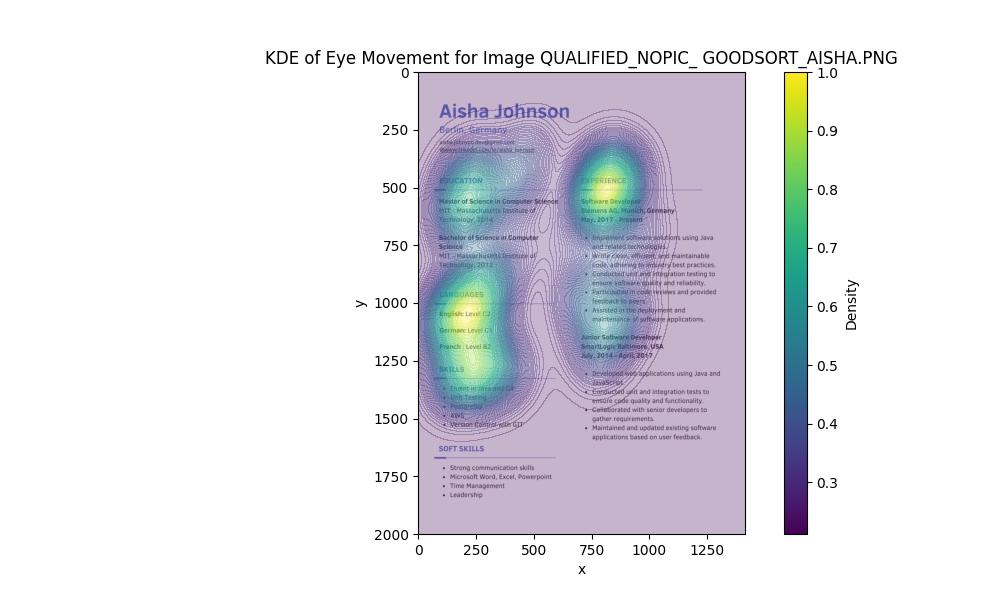 KDE of Eye Movement for Image QUALIFIED_NOPIC_ GOODSORT_AISHA.PNG
0
250
500
750
1000
1250
1500
1750
2000
y
0
250
500
750
1000
1250
x
1.0
0.9
0.8
0.7
0.6
0.5
0.4
0.3
Density
Aisha Johnson
Berlin, Germany
EDUCATION
Master of Science in Computer Science
MIT - Massachusetts Institute of
Technology, 2014
Bachelor of Science in Computer
Science
MIT - Massachusetts Institute of
Technology, 2012
LANGUAGES
English: Level C2
German: Level C1
French : Level B2
SKILLS
Fluent in Java and C#
Unit Testing
PostgreSQL
AWS
Version Control with GIT
SOFT SKILLS
Strong communication skills
Microsoft Word, Excel, Powerpoint
Time Management
Leadership
EXPERIENCE
Software Developer
Siemens AG, Munich, Germany
May, 2017 - Present
Implement software solutions using Java
and related technologies.
Write clean, efficient, and maintainable
code, adhering to industry best practices.
Conducted unit and integration testing to
ensure software quality and reliability.
Participated in code reviews and provided
feedback to peers.
Assisted in the deployment and
maintenance of software applications.
Junior Software Developer
SmartLogic Baltimore, USA
July, 2014 - April, 2017
Developed web applications using Java and
JavaScript.
Conducted unit and integration tests to
ensure code quality and functionality.
Collaborated with senior developers to
gather requirements.
Maintained and updated existing software
applications based on user feedback.